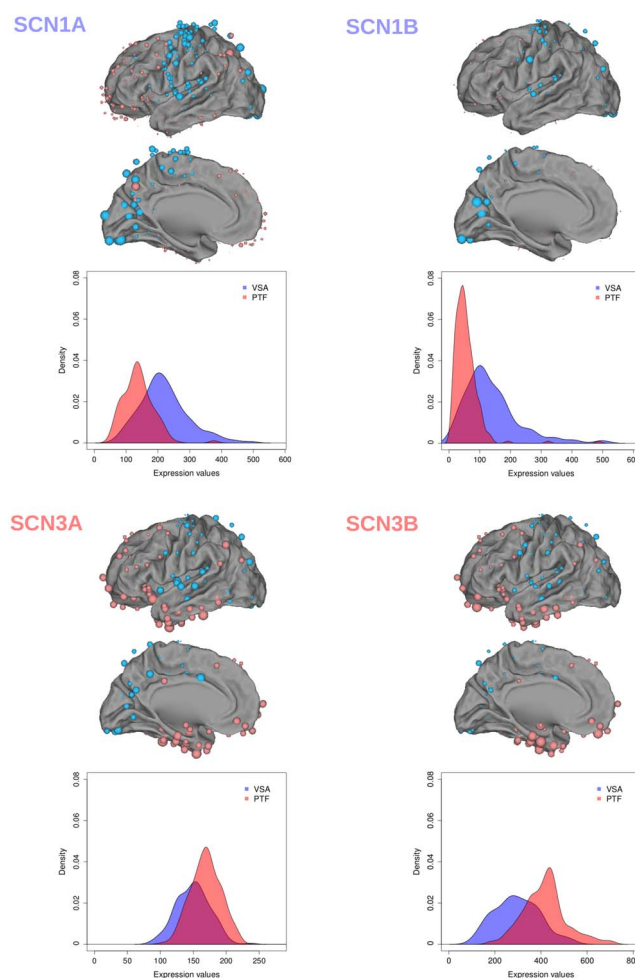 SCN1A
SCN1B
Density
0 0.02 0.04 0.06 0.08
VSA
PTF
0 100 200 300 400 500 600
Expression values
Density
0 0.02 0.04 0.06 0.08
VSA
PTF
0 100 200 300 400 500
Expression values
SCN3A
SCN3B
Density
0 0.02 0.04 0.06 0.08
VSA
PTF
0 50 100 150 200 250
Expression values
Density
0 0.02 0.04 0.06 0.08
VSA
PTF
0 200 400 600
Expression values